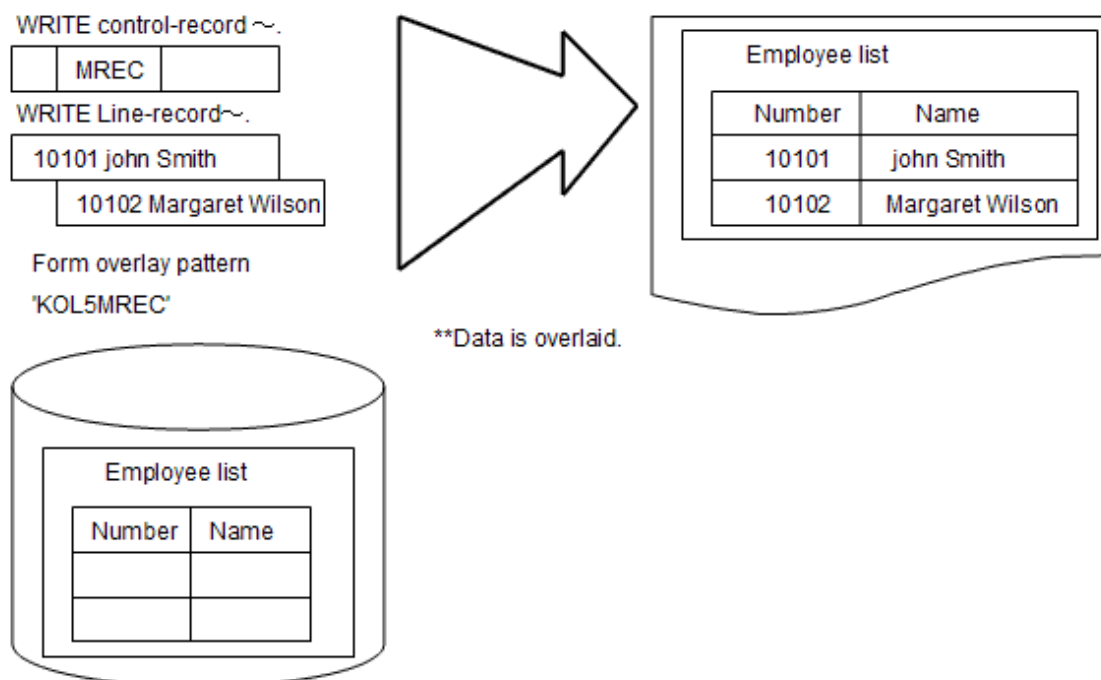 WRITE control-record ～.
MREC
WRITE Line-record～.
10101 john Smith
10102 Margaret Wilson
Form overlay pattern
'KOL5MREC'
Employee list
Number Name
**Data is overlaid.
Employee list
Number Name
10101 john Smith
10102 Margaret Wilson